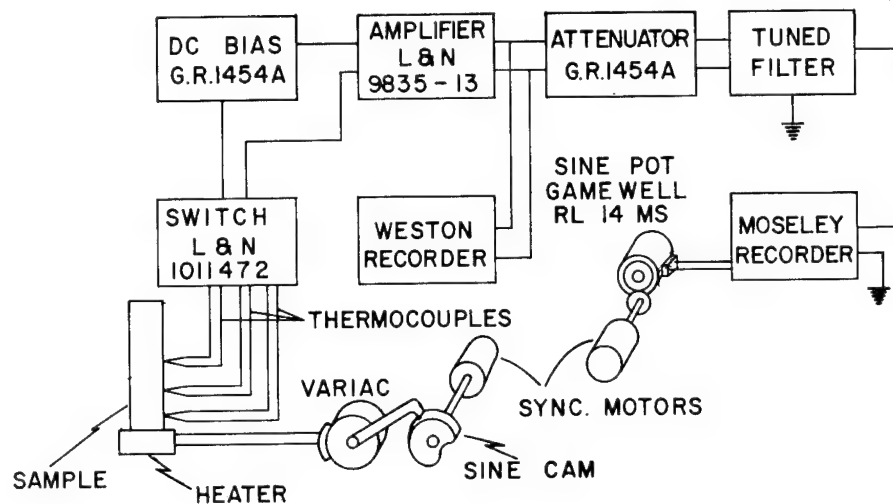 DC BIAS
G.R.1454A
AMPLIFIER
L & N
9835-13
ATTENUATOR
G.R.1454A
TUNED
FILTER
SINE POT
GAMEWELL
RL 14 MS
SWITCH
L & N
1011472
WESTON
RECORDER
MOSELEY
RECORDER
THERMOCOUPLES
VARIAC
SYNC. MOTORS
SAMPLE
HEATER
SINE CAM